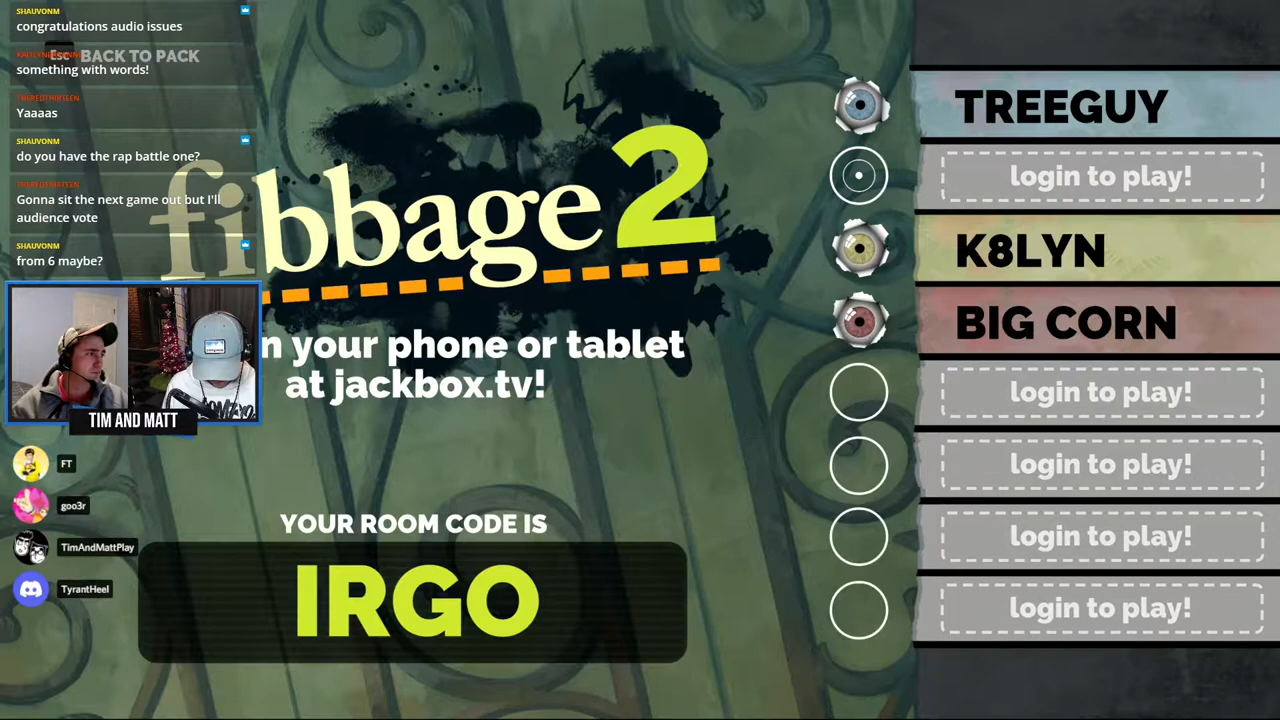 SHAUVONM
congratulations audio issues
Esc BACK TO PACK
something with words!
THEREDTHIRTEEN
Yaaaas
SHAUVONM
do you have the rap battle one?
THEREDTHIRTEEN
Gonna sit the next game out but I'll
audience vote
SHAUVONM
from 6 maybe?
fibbage 2
n your phone or tablet
at jackbox.tv!
TIM AND MATT
FT
goo3r
TimAndMattPlay
TyrantHeel
YOUR ROOM CODE IS
IRGO
TREEGUY
login to play!
K8LYN
BIG CORN
login to play!
login to play!
login to play!
login to play!